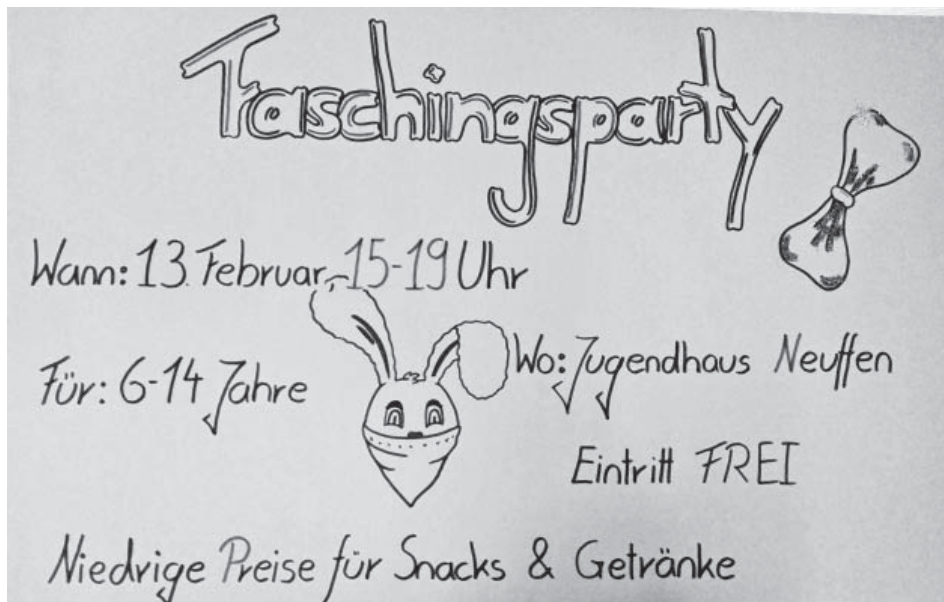 Faschingsparty
Wann: 13. Februar, 15-19 Uhr
Für: 6-14 Jahre
Wo: Jugendhaus Neuffen
Eintritt FREI
Niedrige Preise für Snacks & Getränke